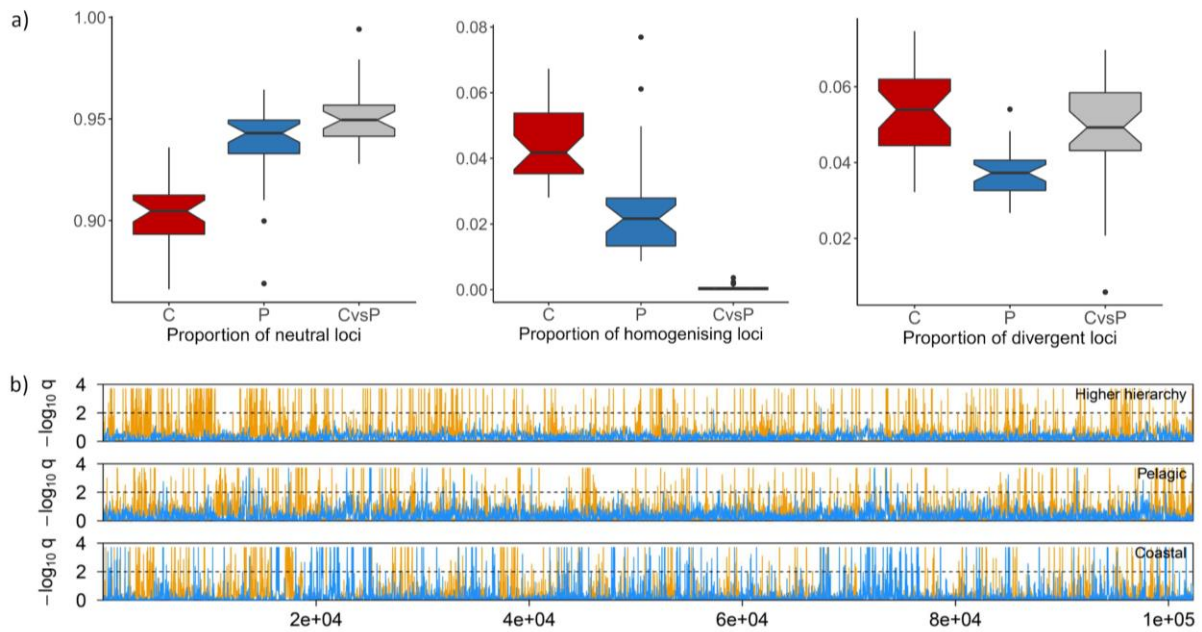 a)
1.00
0.95
0.90
C P CvsP
Proportion of neutral loci
0.08
0.06
0.04
0.02
0.00
C P CvsP
Proportion of homogenising loci
0.06
0.04
0.02
C P CvsP
Proportion of divergent loci
b)
−log10 q
4
2
0
Higher hierarchy
−log10 q
4
2
0
Pelagic
−log10 q
4
2
0
Coastal
2e+04 4e+04 6e+04 8e+04 1e+05